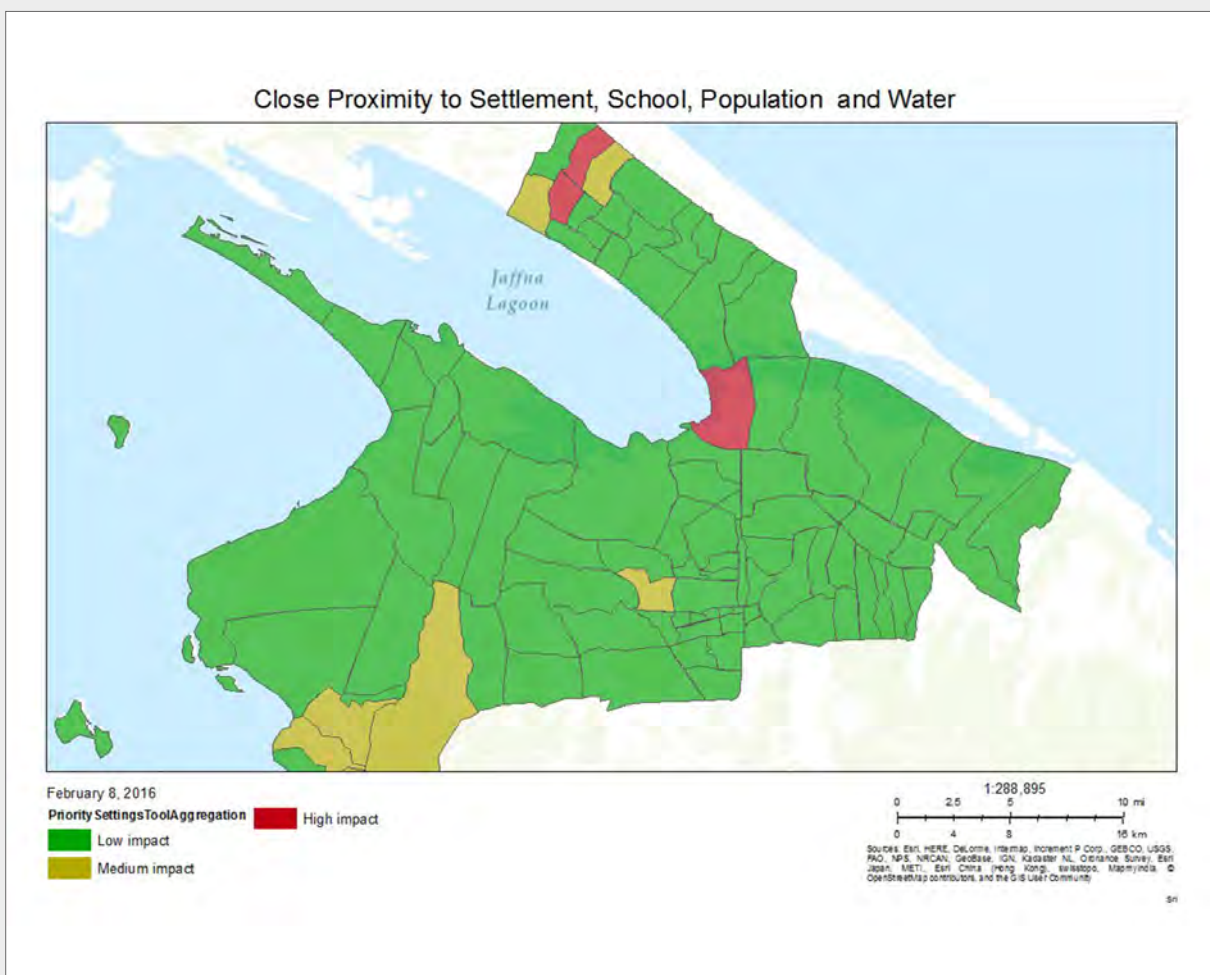 Close Proximity to Settlement, School, Population and Water
Jaffna
Lagoon
February 8, 2016
PrioritySettingsToolAggregation
High impact
Low impact
Medium impact
1:288,895
0 2.5 5 10 mi
0 4 8 16 km
Sources: Esri, HERE, DeLorme, Intermap, Increment P Corp., GEBCO, USGS,
FAO, NPS, NRCAN, GeoBase, IGN, Kadaster NL, Ordnance Survey, Esri
Japan, METI, Esri China (Hong Kong), swisstopo, MapmyIndia, ©
OpenStreetMap contributors, and the GIS User Community
Sri